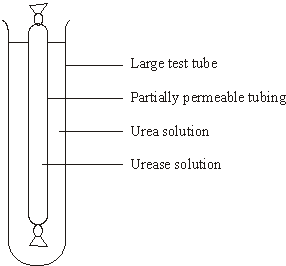 Large test tube
Partially permeable tubing
Urea solution
Urease solution